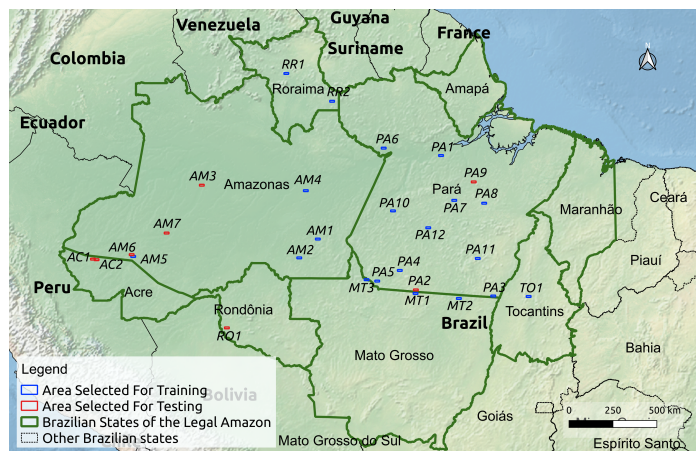 Venezuela
Guyana
Suriname
France
Colombia
RR1
RR2
Roraima
Amapá
Ecuador
PA6
PA1
AM3
Amazonas
AM4
PA9
Pará
PA8
PA7
PA10
Ceará
Maranhão
AM7
AM1
PA12
AM6
AM5
AM2
AC1
AC2
PA4
PA11
PA5
Piauí
Peru
Acre
MT3
PA2
MT1
MT2
PA3
TO1
Rondônia
RO1
Brazil
Tocantins
Mato Grosso
Bahia
Legend
Area Selected For Training
Area Selected For Testing
Brazilian States of the Legal Amazon
Other Brazilian states
Bolivia
Goiás
0 250 500 km
Mato Grosso do Sul
Espírito Santo